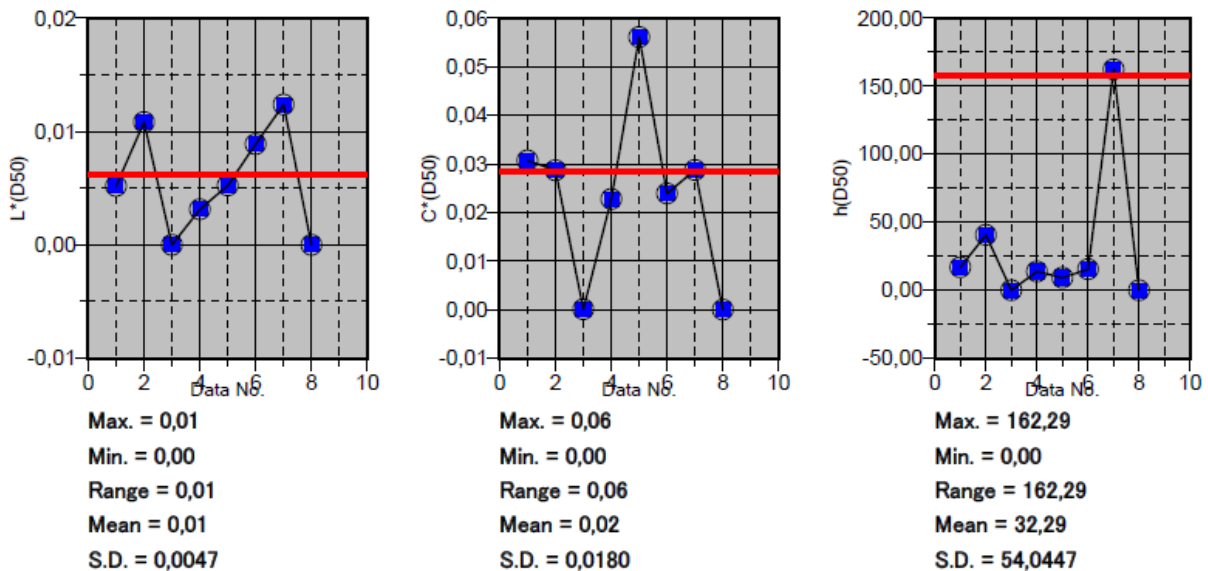 0,02
0,01
0,00
-0,01
L*(D50)
0 2 4 6 8 10
Data No.
Max. = 0,01
Min. = 0,00
Range = 0,01
Mean = 0,01
S.D. = 0,0047
0,06
0,05
0,04
0,03
0,02
0,01
0,00
-0,01
C*(D50)
0 2 4 6 8 10
Data No.
Max. = 0,06
Min. = 0,00
Range = 0,06
Mean = 0,02
S.D. = 0,0180
200,00
150,00
100,00
50,00
0,00
-50,00
h(D50)
0 2 4 6 8 10
Data No.
Max. = 162,29
Min. = 0,00
Range = 162,29
Mean = 32,29
S.D. = 54,0447